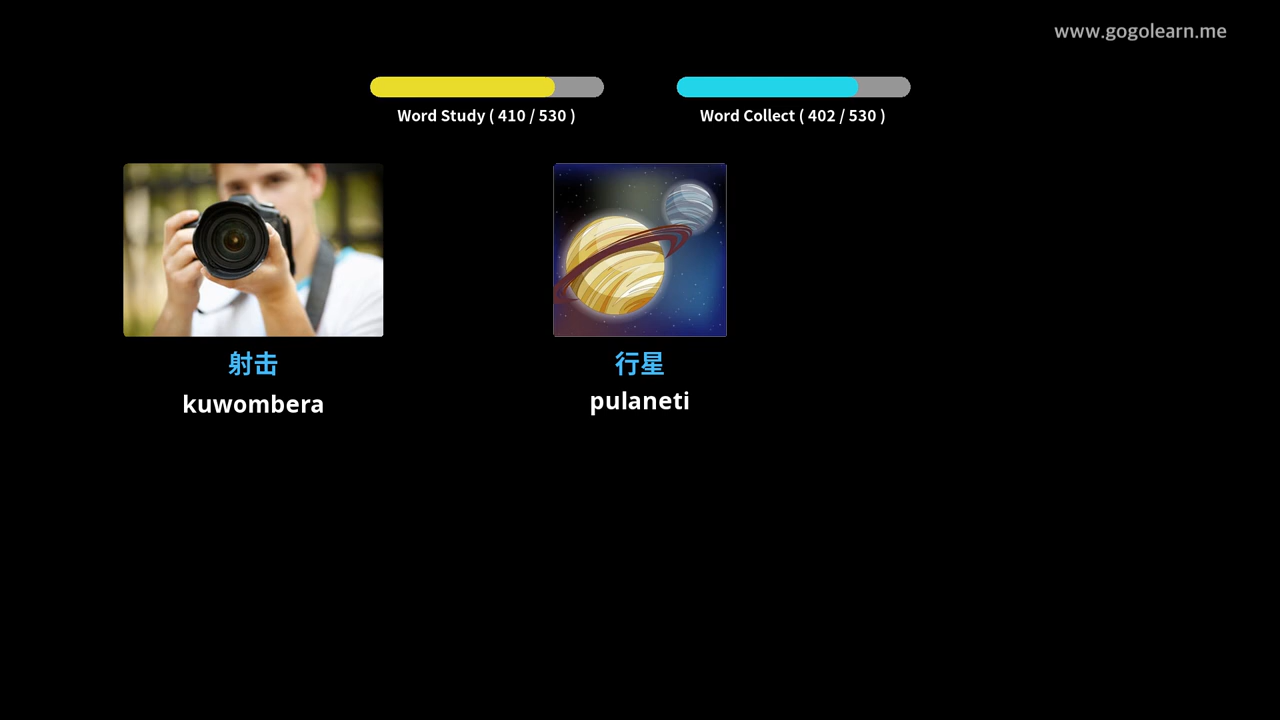 www.gogolearn.me
Word Study ( 410 / 530 )
Word Collect ( 402 / 530 )
射击
kuwombera
行星
pulaneti